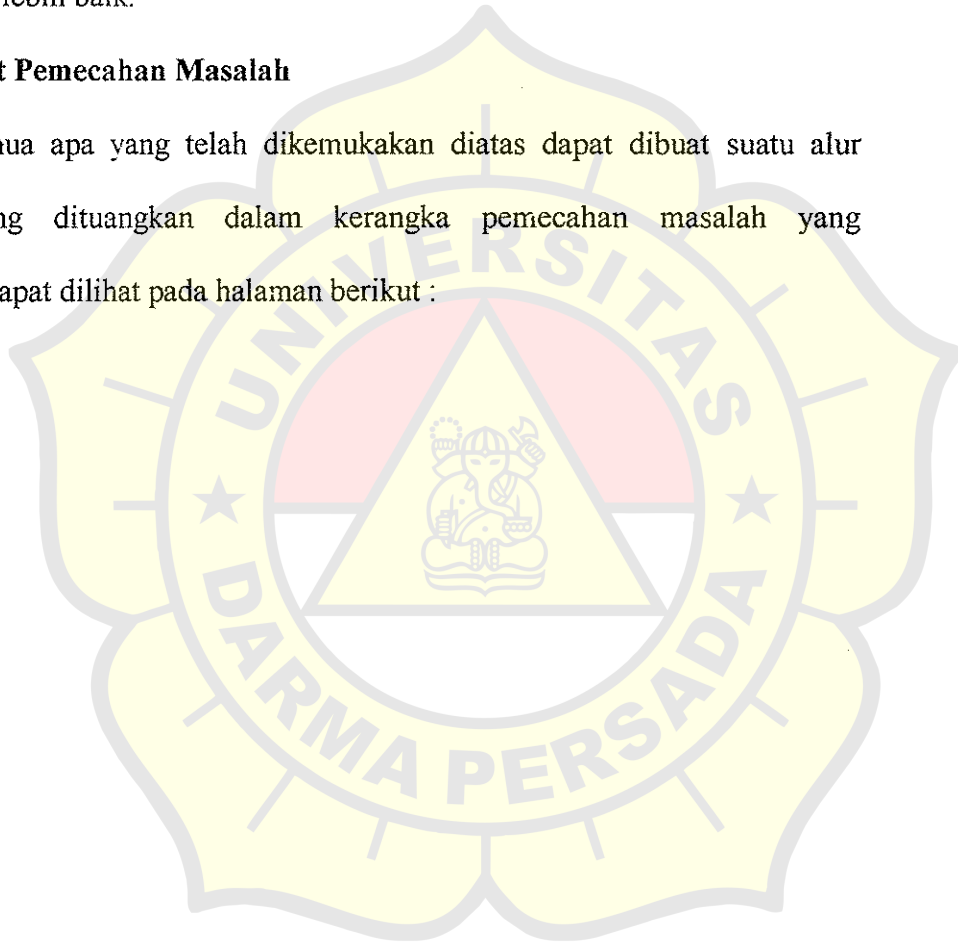 lebih baik.
t Pemecahan Masalah
ua apa yang telah dikemukakan diatas dapat dibuat suatu alur
ng dituangkan dalam kerangka pemecahan masalah yang
apat dilihat pada halaman berikut :
UNIVERSITAS
DARMA PERSADA